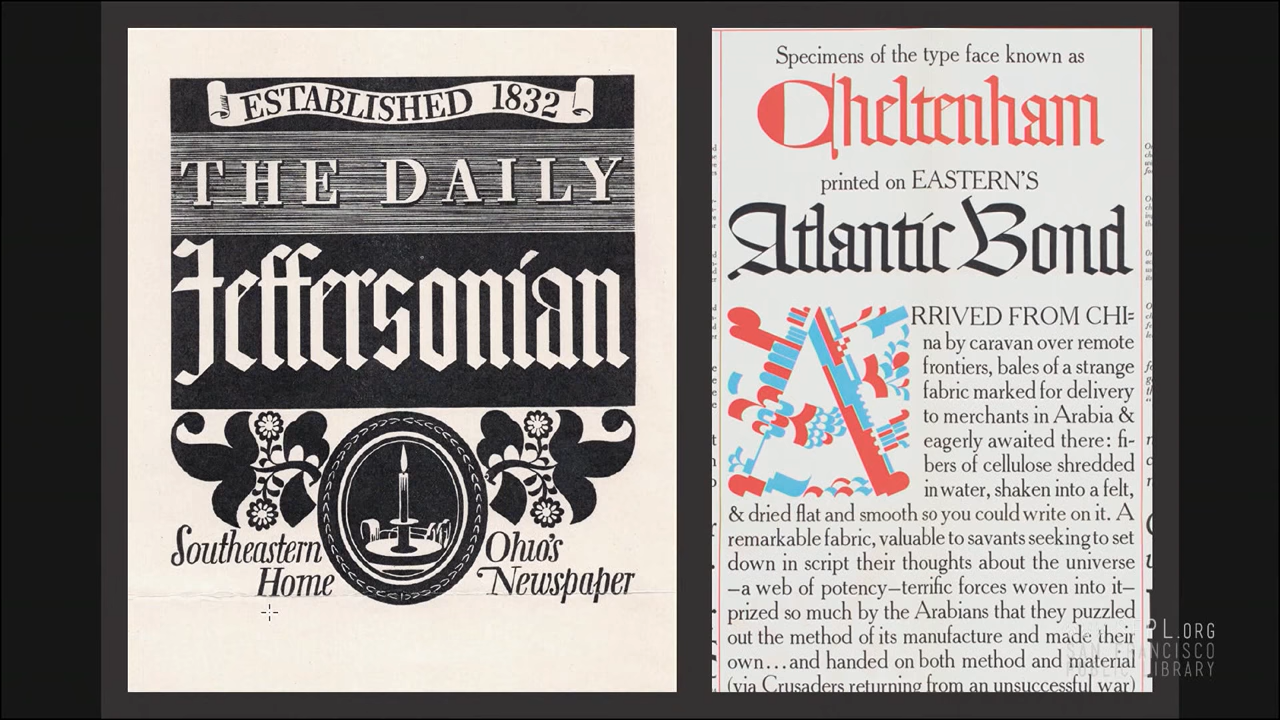 ESTABLISHED 1832
THE DAILY
Jeffersonian
Southeastern Ohio's
Home Newspaper
Specimens of the type face known as
Cheltenham
printed on EASTERN'S
Atlantic Bond
ARRIVED FROM CHI=
na by caravan over remote
frontiers, bales of a strange
fabric marked for delivery
to merchants in Arabia &
eagerly awaited there: fi-
bers of cellulose shredded
in water, shaken into a felt,
& dried flat and smooth so you could write on it. A
remarkable fabric, valuable to savants seeking to set
down in script their thoughts about the universe
—a web of potency—terrific forces woven into it—
prized so much by the Arabians that they puzzled
out the method of its manufacture and made their
own...and handed on both method and material
(via Crusaders returning from an unsuccessful war)
PL.ORG
SAN FRANCISCO
PUBLIC LIBRARY